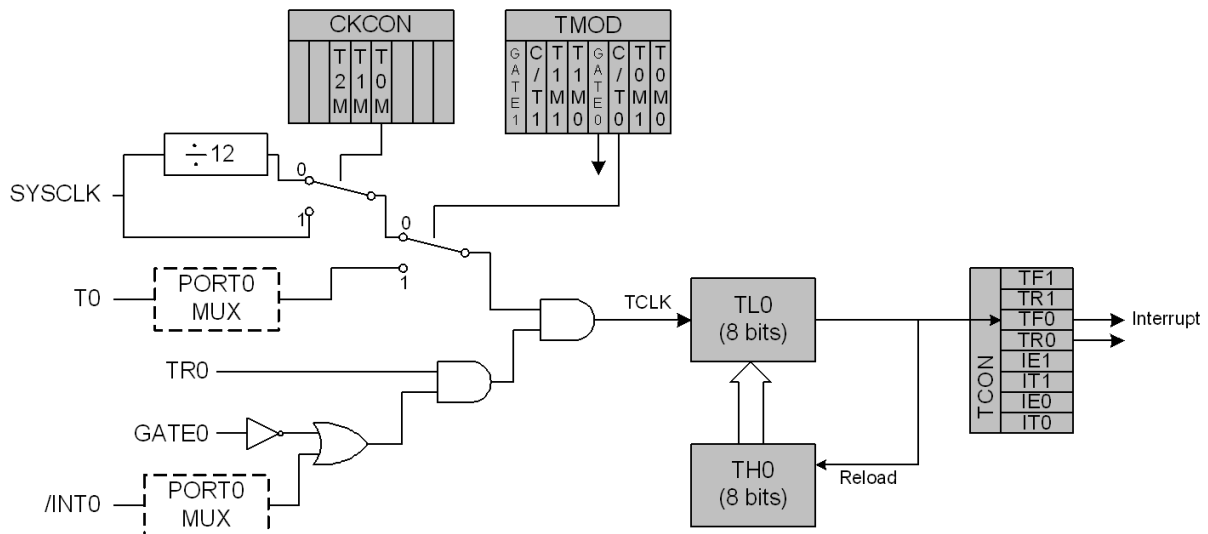 CKCON
T2M
T1M
T0M
TMOD
GATE1
C/T1
T1M1
T1M0
GATE0
C/T0
T0M1
T0M0
÷12
SYSCLK
0
1
0
1
T0
PORT0
MUX
TCLK
TL0
(8 bits)
TCON
TF1
TR1
TF0
TR0
IE1
IT1
IE0
IT0
Interrupt
TR0
GATE0
/INT0
PORT0
MUX
TH0
(8 bits)
Reload